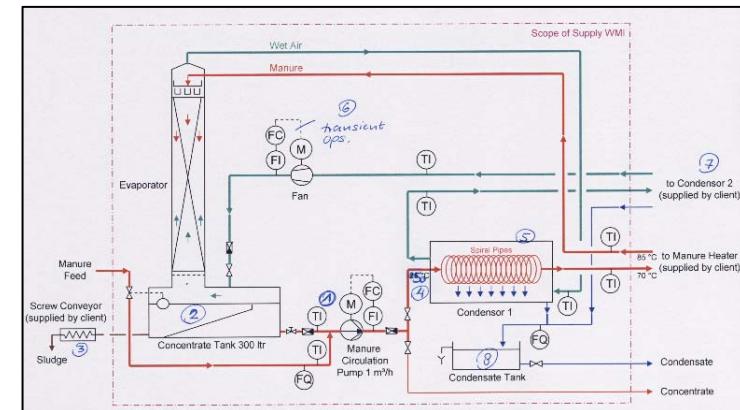 Scope of Supply WMI
Wet Air
Manure
6
transient
ops.
FC
FI
M
Fan
TI
TI
7
to Condensor 2
(supplied by client)
Evaporator
5
Spiral Pipes
TI
85 °C
to Manure Heater
(supplied by client)
70 °C
TI
4
Condensor 1
TI
Manure
Feed
Screw Conveyor
(supplied by client)
3
Sludge
2
Concentrate Tank 300 ltr
1
M
FC
FI
TI
TI
FQ
Manure
Circulation
Pump 1 m³/h
FQ
8
Condensate Tank
Condensate
Concentrate